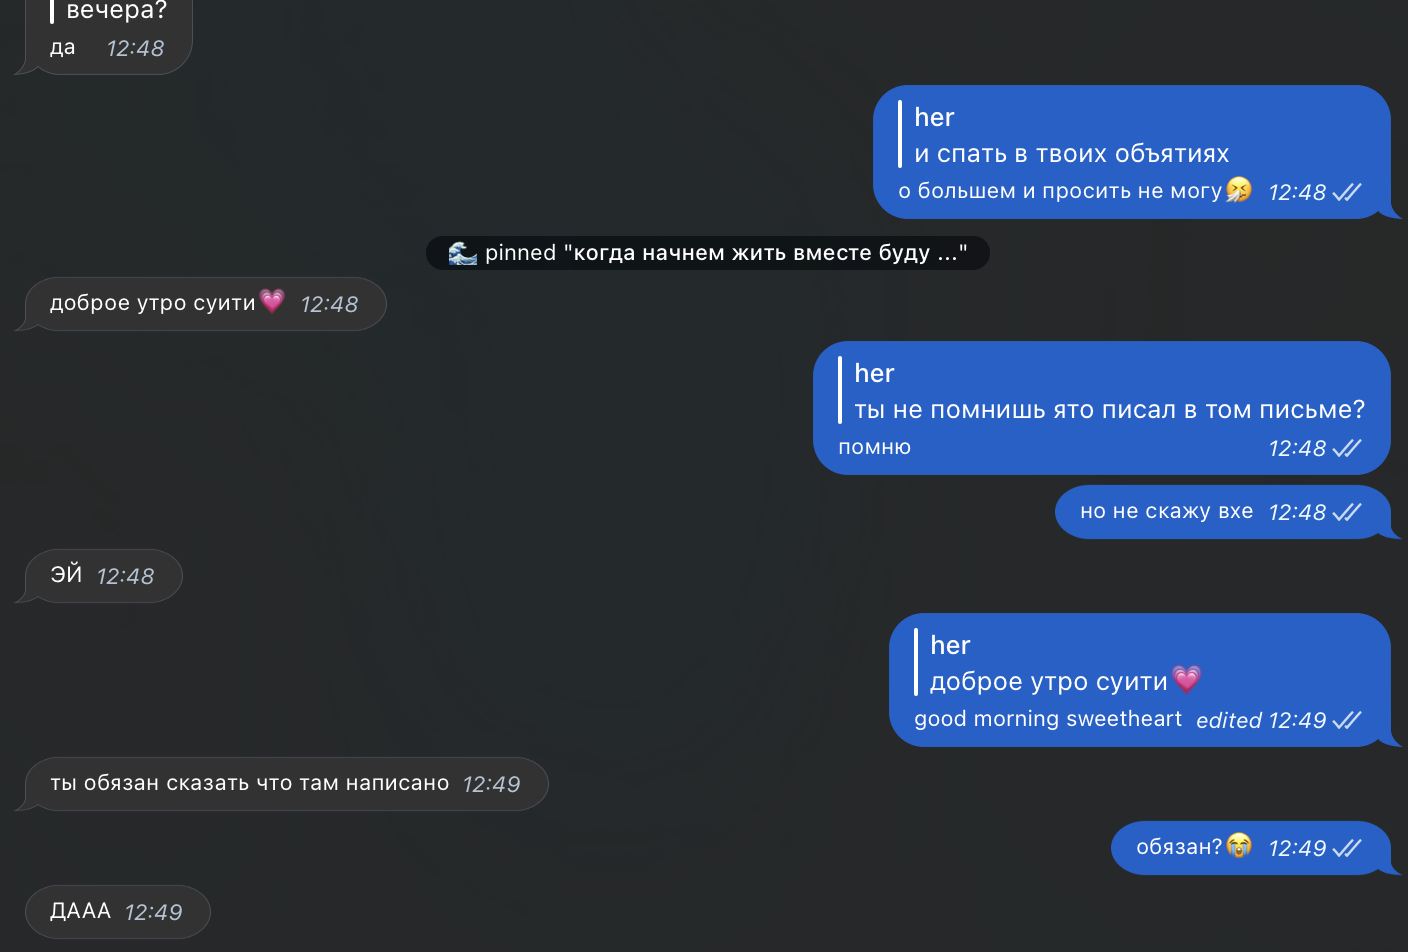 вечера?
да 12:48
her
и спать в твоих объятиях
о большем и просить не могу🤧 12:48
🌊 pinned "когда начнем жить вместе буду ..."
доброе утро суити💗 12:48
her
ты не помнишь ято писал в том письме?
помню 12:48
но не скажу вхе 12:48
ЭЙ 12:48
her
доброе утро суити💗
good morning sweetheart edited 12:49
ты обязан сказать что там написано 12:49
обязан?😭 12:49
ДААА 12:49